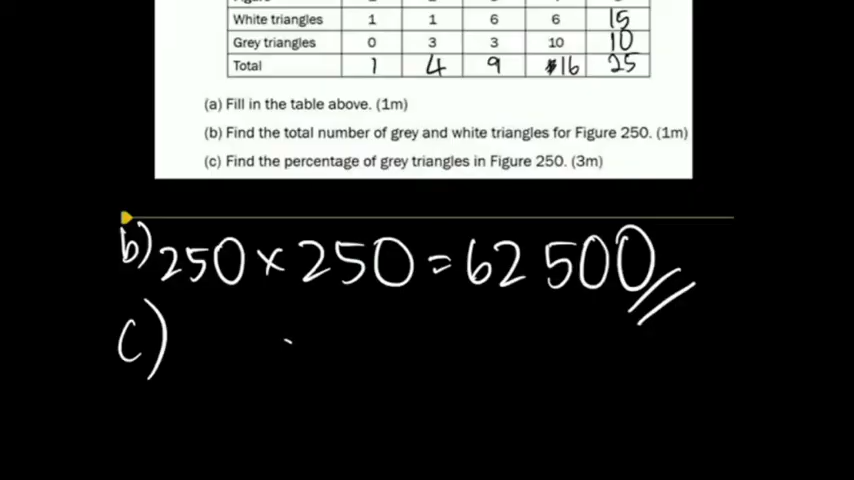 White triangles 1 1 6 6 15
Grey triangles 0 3 3 10 10
Total 1 4 9 16 25
(a) Fill in the table above. (1m)
(b) Find the total number of grey and white triangles for Figure 250. (1m)
(c) Find the percentage of grey triangles in Figure 250. (3m)
b) 250 × 250 = 62 500
c)